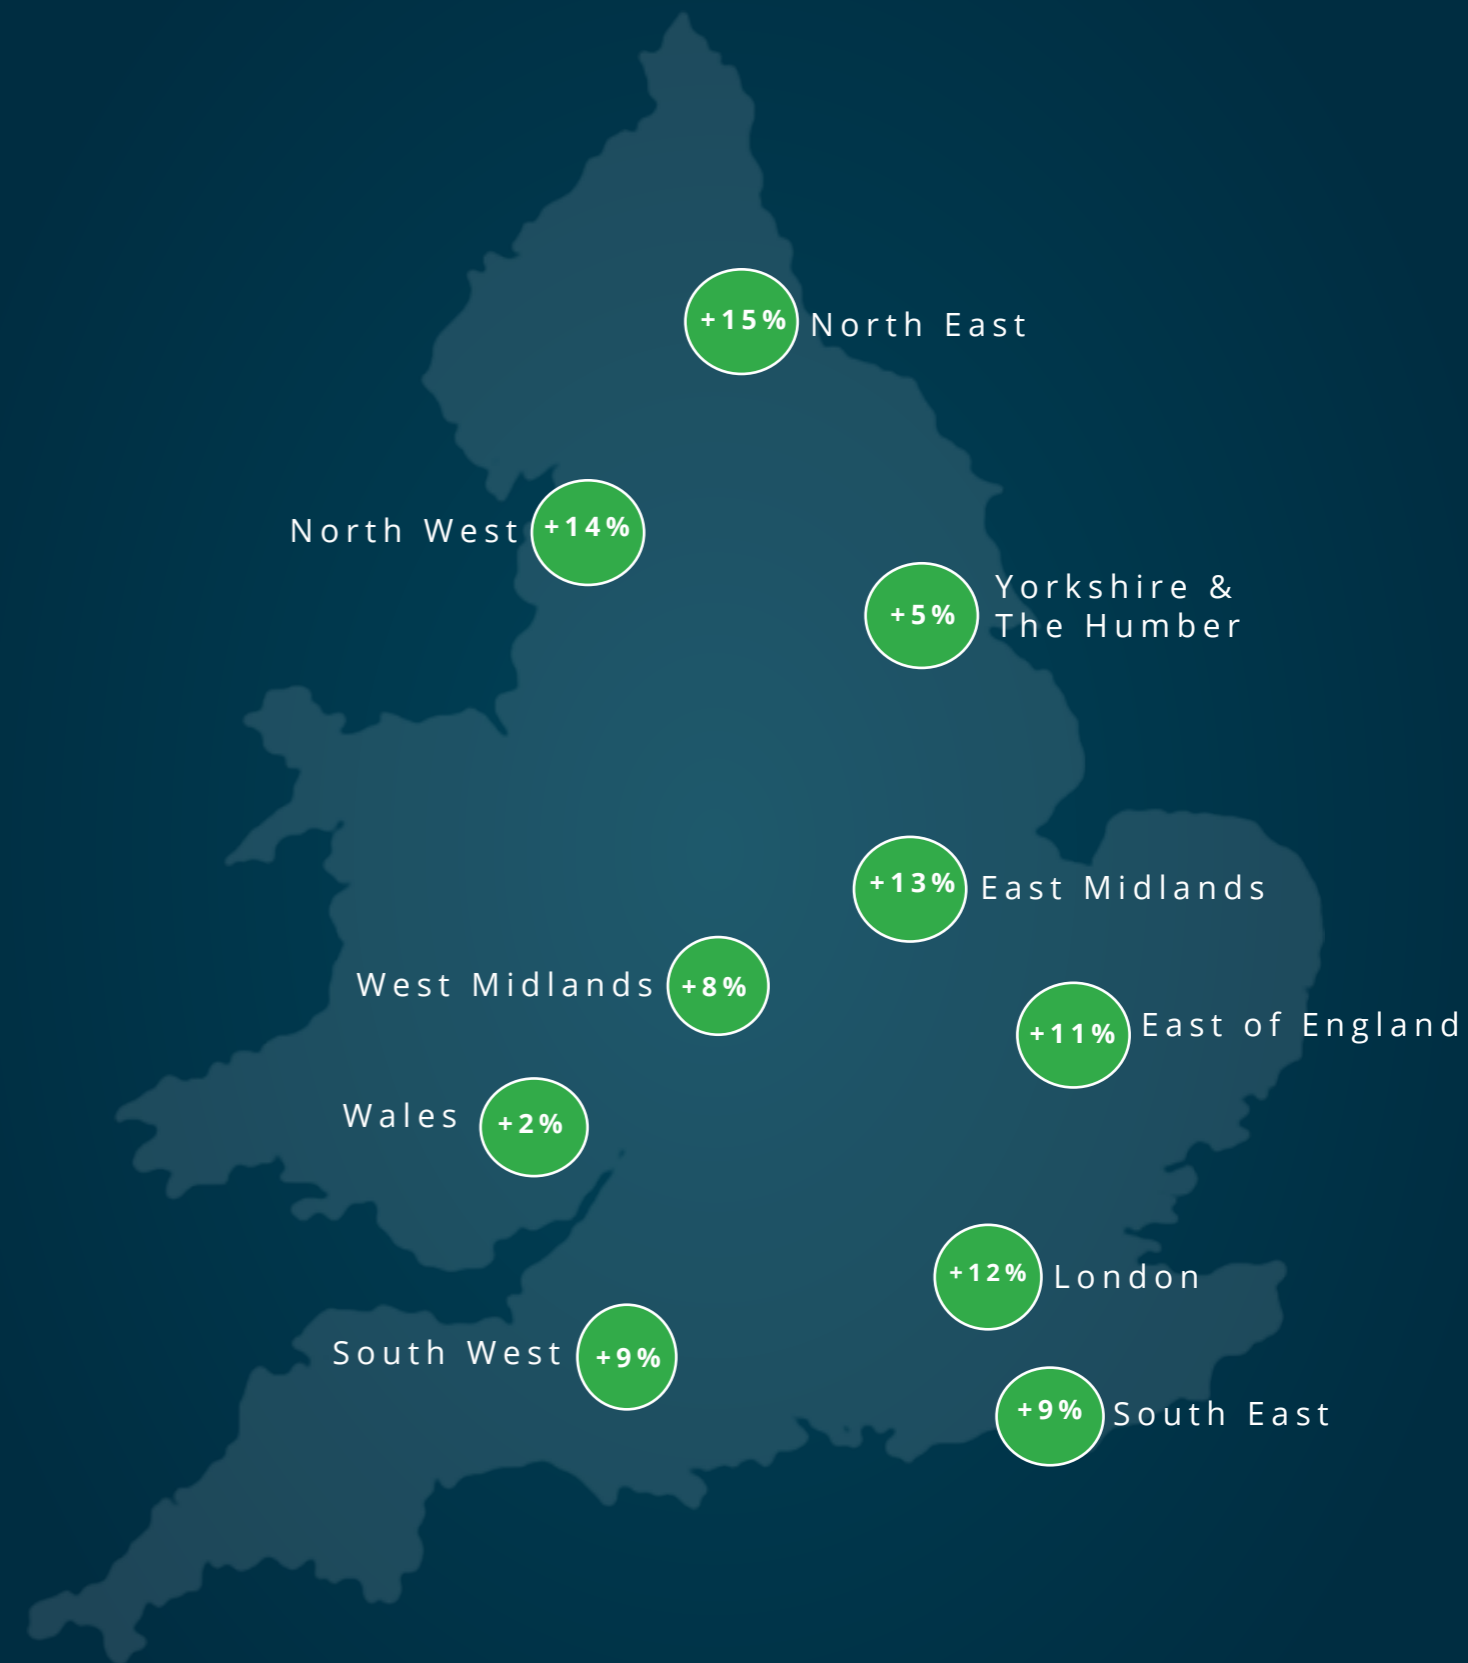 +15% North East
North West +14%
+5% Yorkshire &
The Humber
+13% East Midlands
West Midlands +8%
+11% East of England
Wales +2%
+12% London
South West +9%
+9% South East